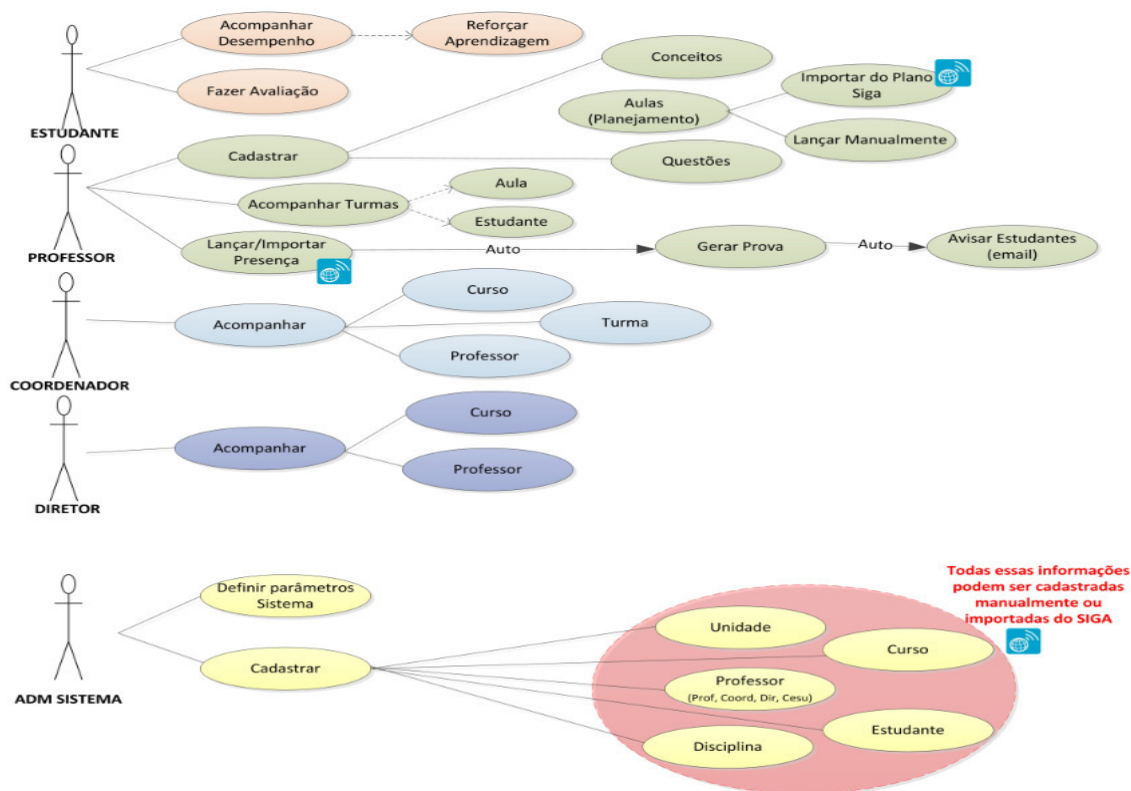 Acompanhar
Desempenho
Reforçar
Aprendizagem
Fazer Avaliação
ESTUDANTE
Conceitos
Importar do Plano
Siga
Aulas
(Planejamento)
Lançar Manualmente
Cadastrar
Questões
Acompanhar Turmas
Aula
Estudante
Lançar/Importar
Presença
Auto
Gerar Prova
Auto
Avisar Estudantes
(email)
PROFESSOR
Curso
Acompanhar
Turma
Professor
COORDENADOR
Curso
Acompanhar
Professor
DIRETOR
Definir parâmetros
Sistema
Todas essas informações
podem ser cadastradas
manualmente ou
importadas do SIGA
Unidade
Curso
Cadastrar
Professor
(Prof, Coord, Dir, Cesu)
Estudante
Disciplina
ADM SISTEMA